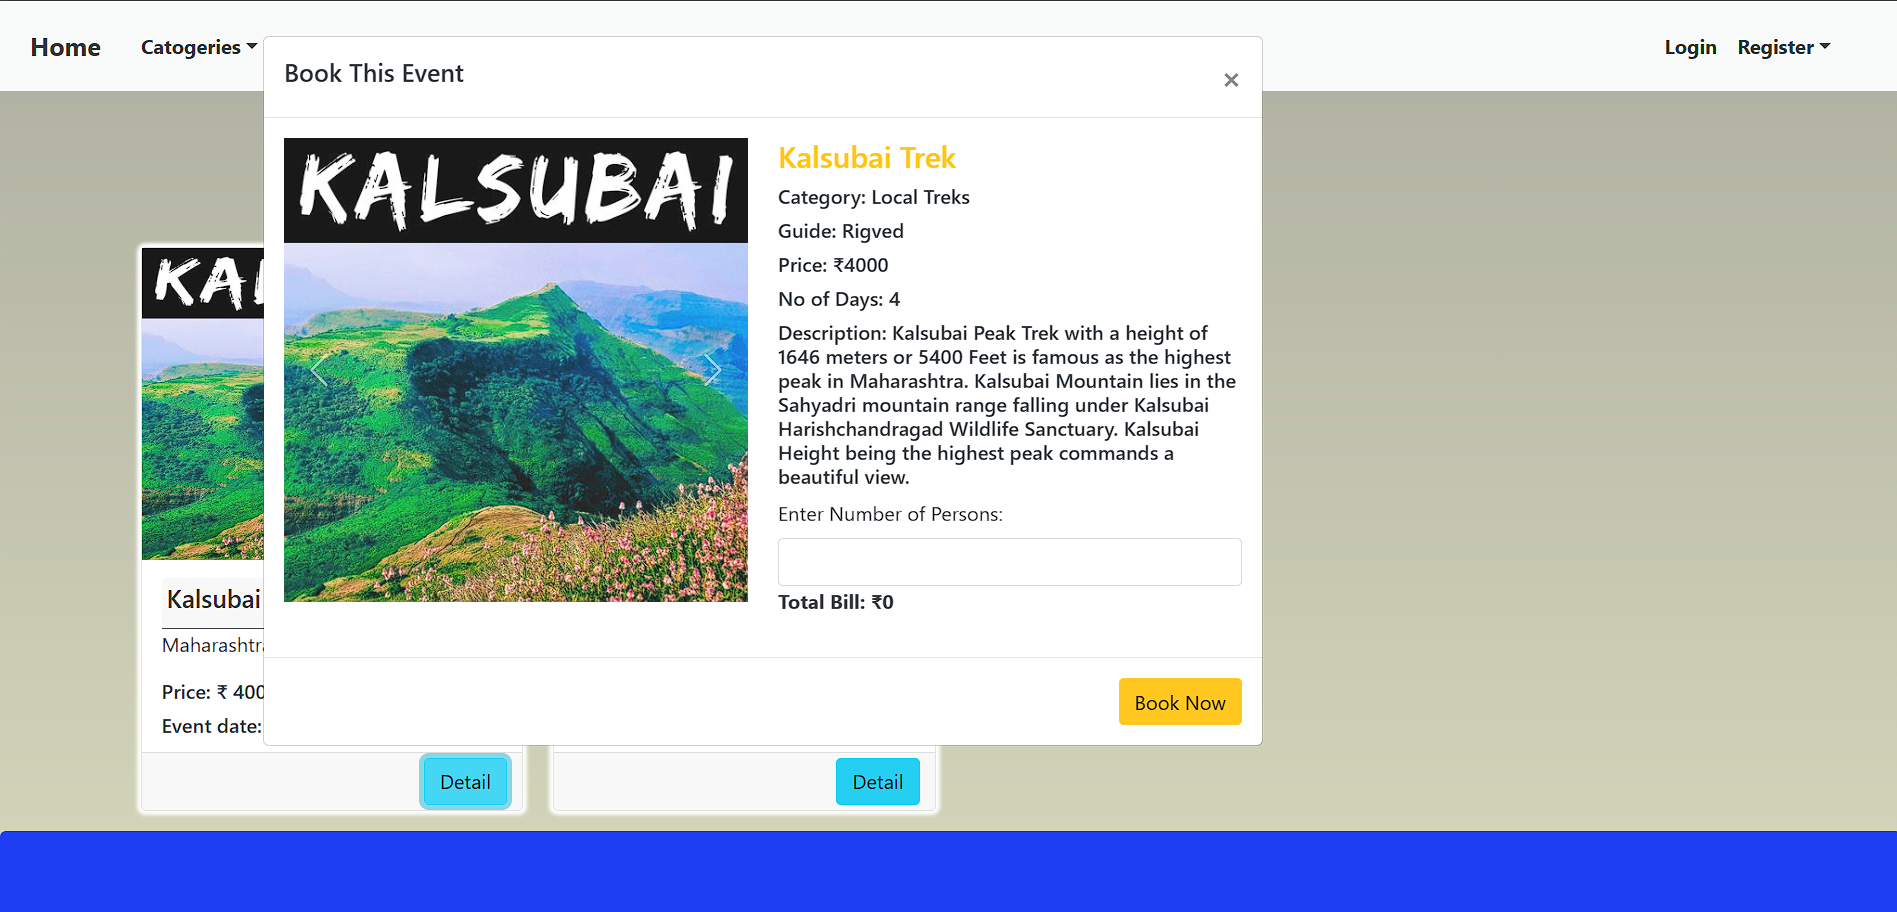 Home
Catogeries
Login
Register
Book This Event
×
KALSUBAI
Kalsubai Trek
Category: Local Treks
Guide: Rigved
Price: ₹4000
No of Days: 4
Description: Kalsubai Peak Trek with a height of
1646 meters or 5400 Feet is famous as the highest
peak in Maharashtra. Kalsubai Mountain lies in the
Sahyadri mountain range falling under Kalsubai
Harishchandragad Wildlife Sanctuary. Kalsubai
Height being the highest peak commands a
beautiful view.
Enter Number of Persons:
Total Bill: ₹0
Book Now
KA
Kalsubai
Maharashtra
Price: ₹ 400
Event date:
Detail
Detail